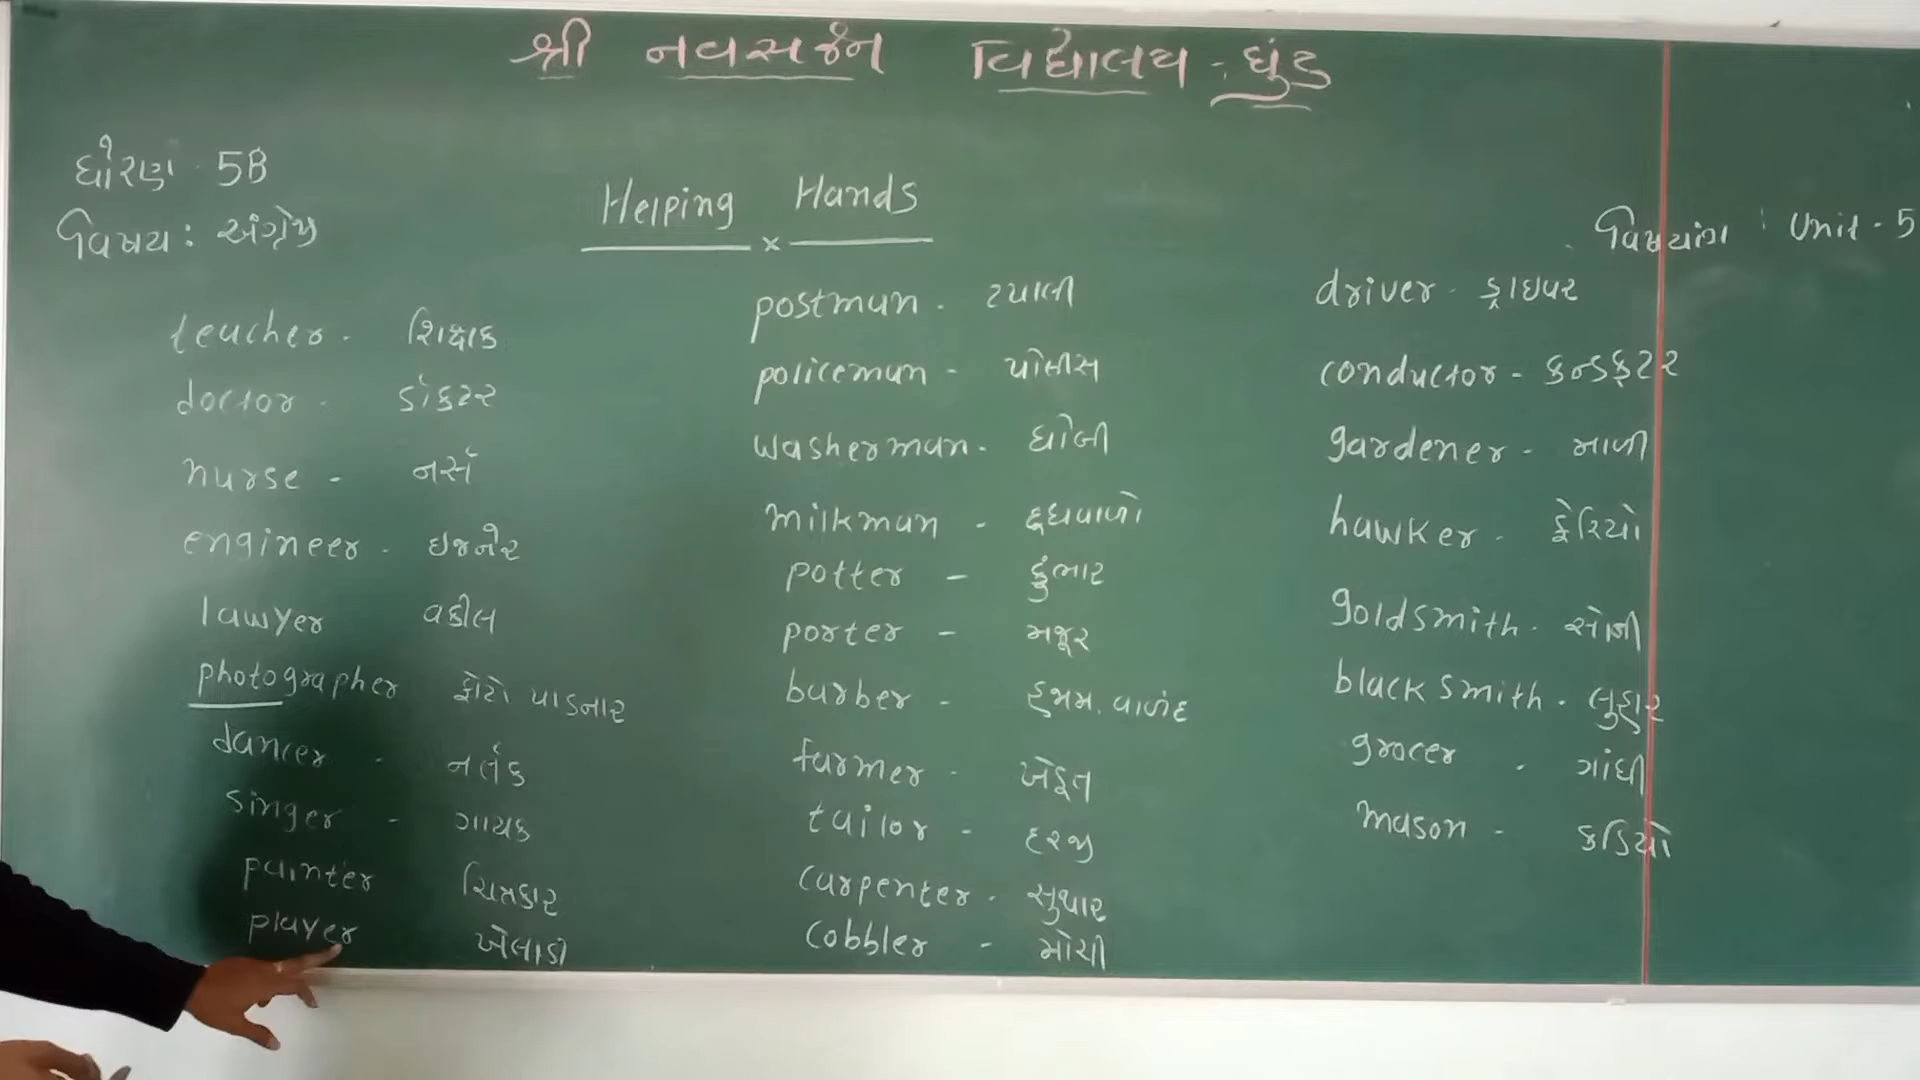 શ્રી નવસર્જન વિદ્યાલય - ઘુંટુ
ધોરણ - 5B
વિષય : અંગ્રેજી
Helping x Hands
વિષયાંગ : Unit - 5
teacher - શિક્ષક
doctor - ડૉક્ટર
nurse - નર્સ
engineer - ઇજનેર
lawyer વકીલ
photographer ફોટો પાડનાર
dancer - નર્તક
singer - ગાયક
painter ચિત્રકાર
player ખેલાડી
postman - ટપાલી
policeman - પોલીસ
washerman - ધોબી
milkman - દૂધવાળો
potter - કુંભાર
porter - મજૂર
barber - હજામ, વાળંદ
farmer - ખેડૂત
tailor - દરજી
carpenter - સુથાર
cobbler - મોચી
driver - ડ્રાઇવર
conductor - કન્ડક્ટર
gardener - માળી
hawker - ફેરિયો
goldsmith - સોની
blacksmith - લુહાર
grocer - ગાંધી
mason - કડિયો